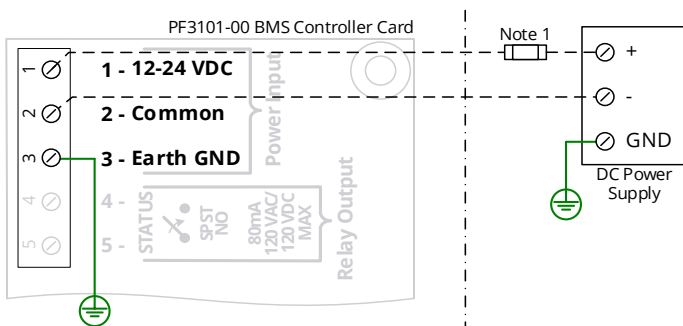 PF3101-00 BMS Controller Card
Note 1
1
1 - 12-24 VDC
+
2
2 - Common
-
3
3 - Earth GND
GND
Power Input
DC Power
Supply
4
4 -
5
5 -
STATUS
SPST
NO
80mA
120 VAC/
120 VDC
MAX
Relay Output